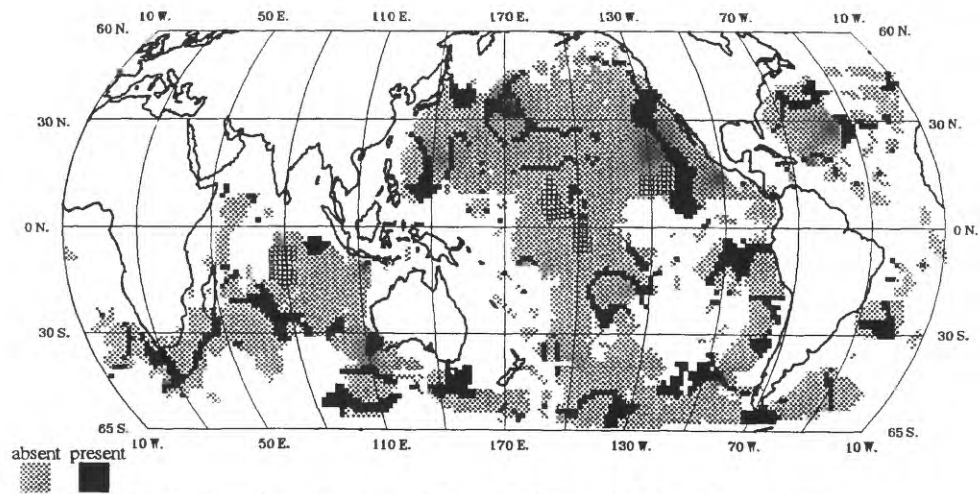 10 W. 50 E. 110 E. 170 E. 130 W. 70 W. 10 W.
60 N. 60 N.
30 N. 30 N.
0 N. 0 N.
30 S. 30 S.
65 S. 65 S.
10 W. 50 E. 110 E. 170 E. 130 W. 70 W. 10 W.
absent present